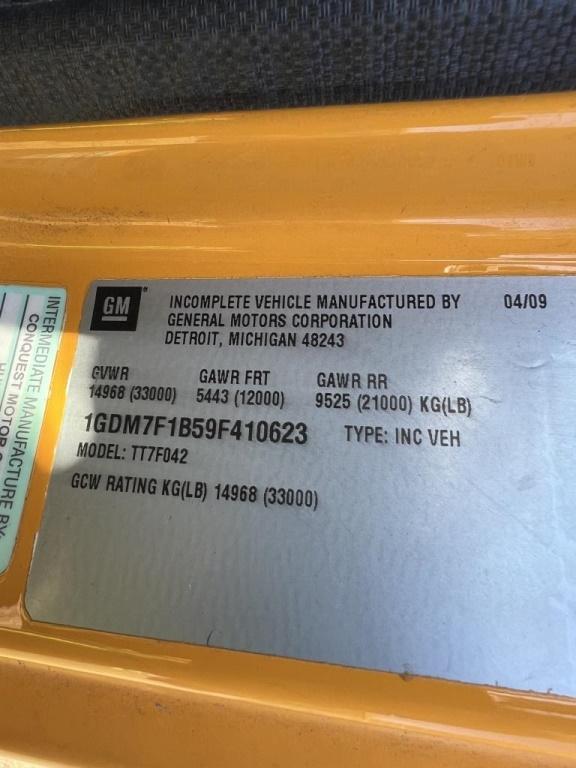 GM
INCOMPLETE VEHICLE MANUFACTURED BY 04/09
GENERAL MOTORS CORPORATION
DETROIT, MICHIGAN 48243
GVWR GAWR FRT GAWR RR
14968 (33000) 5443 (12000) 9525 (21000) KG(LB)
1GDM7F1B59F410623 TYPE: INC VEH
MODEL: TT7F042
GCW RATING KG(LB) 14968 (33000)
INTERMEDIATE MANUFACTURE BY:
CONQUEST MOTOR